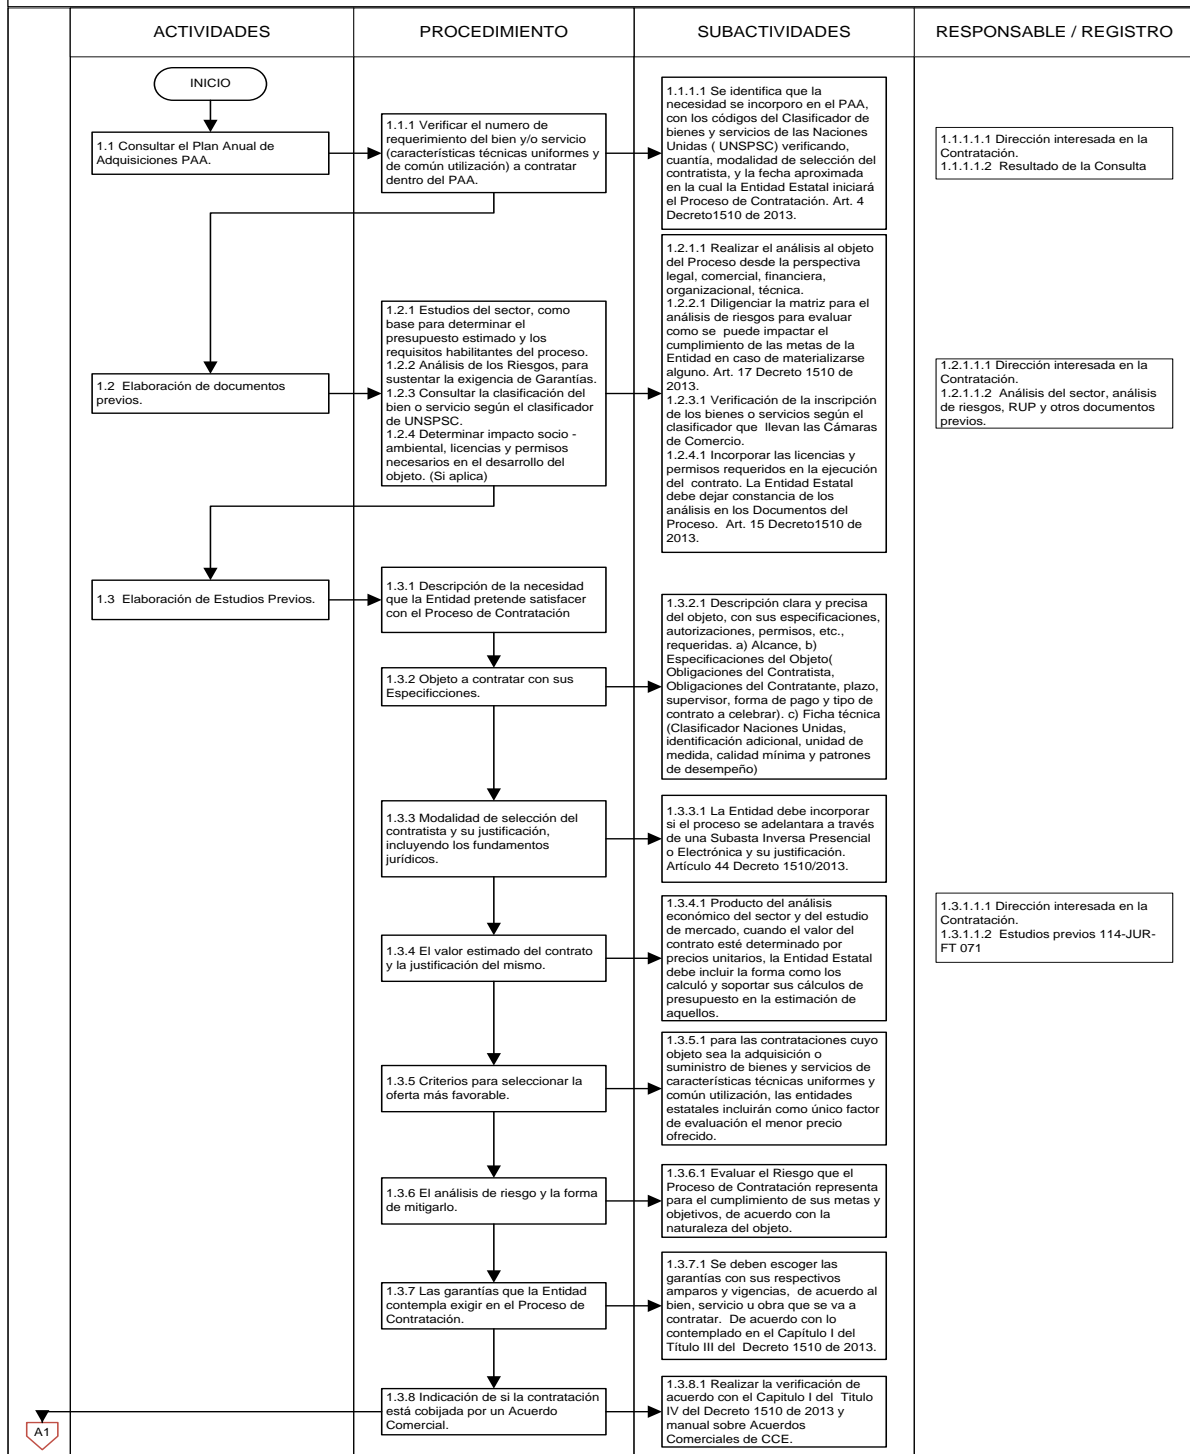 ACTIVIDADES
PROCEDIMIENTO
SUBACTIVIDADES
RESPONSABLE / REGISTRO
INICIO
1.1 Consultar el Plan Anual de
Adquisiciones PAA.
1.1.1 Verificar el numero de
requerimiento del bien y/o servicio
(características técnicas uniformes y
de común utilización) a contratar
dentro del PAA.
1.1.1.1 Se identifica que la
necesidad se incorporo en el PAA,
con los códigos del Clasificador de
bienes y servicios de las Naciones
Unidas ( UNSPSC) verificando,
cuantía, modalidad de selección del
contratista, y la fecha aproximada
en la cual la Entidad Estatal iniciará
el Proceso de Contratación. Art. 4
Decreto1510 de 2013.
1.1.1.1.1 Dirección interesada en la
Contratación.
1.1.1.1.2 Resultado de la Consulta
1.2 Elaboración de documentos
previos.
1.2.1 Estudios del sector, como
base para determinar el
presupuesto estimado y los
requisitos habilitantes del proceso.
1.2.2 Análisis de los Riesgos, para
sustentar la exigencia de Garantías.
1.2.3 Consultar la clasificación del
bien o servicio según el clasificador
de UNSPSC.
1.2.4 Determinar impacto socio -
ambiental, licencias y permisos
necesarios en el desarrollo del
objeto. (Si aplica)
1.2.1.1 Realizar el análisis al objeto
del Proceso desde la perspectiva
legal, comercial, financiera,
organizacional, técnica.
1.2.2.1 Diligenciar la matriz para el
análisis de riesgos para evaluar
como se puede impactar el
cumplimiento de las metas de la
Entidad en caso de materializarse
alguno. Art. 17 Decreto 1510 de
2013.
1.2.3.1 Verificación de la inscripción
de los bienes o servicios según el
clasificador que llevan las Cámaras
de Comercio.
1.2.4.1 Incorporar las licencias y
permisos requeridos en la ejecución
del contrato. La Entidad Estatal
debe dejar constancia de los
análisis en los Documentos del
Proceso. Art. 15 Decreto1510 de
2013.
1.2.1.1.1 Dirección interesada en la
Contratación.
1.2.1.1.2 Análisis del sector, análisis
de riesgos, RUP y otros documentos
previos.
1.3 Elaboración de Estudios Previos.
1.3.1 Descripción de la necesidad
que la Entidad pretende satisfacer
con el Proceso de Contratación
1.3.2 Objeto a contratar con sus
Especificciones.
1.3.2.1 Descripción clara y precisa
del objeto, con sus especificaciones,
autorizaciones, permisos, etc.,
requeridas. a) Alcance, b)
Especificaciones del Objeto(
Obligaciones del Contratista,
Obligaciones del Contratante, plazo,
supervisor, forma de pago y tipo de
contrato a celebrar). c) Ficha técnica
(Clasificador Naciones Unidas,
identificación adicional, unidad de
medida, calidad mínima y patrones
de desempeño)
1.3.3 Modalidad de selección del
contratista y su justificación,
incluyendo los fundamentos
jurídicos.
1.3.3.1 La Entidad debe incorporar
si el proceso se adelantara a través
de una Subasta Inversa Presencial
o Electrónica y su justificación.
Artículo 44 Decreto 1510/2013.
1.3.4 El valor estimado del contrato
y la justificación del mismo.
1.3.4.1 Producto del análisis
económico del sector y del estudio
de mercado, cuando el valor del
contrato esté determinado por
precios unitarios, la Entidad Estatal
debe incluir la forma como los
calculó y soportar sus cálculos de
presupuesto en la estimación de
aquellos.
1.3.1.1.1 Dirección interesada en la
Contratación.
1.3.1.1.2 Estudios previos 114-JUR-
FT 071
1.3.5 Criterios para seleccionar la
oferta más favorable.
1.3.5.1 para las contrataciones cuyo
objeto sea la adquisición o
suministro de bienes y servicios de
características técnicas uniformes y
común utilización, las entidades
estatales incluirán como único factor
de evaluación el menor precio
ofrecido.
1.3.6 El análisis de riesgo y la forma
de mitigarlo.
1.3.6.1 Evaluar el Riesgo que el
Proceso de Contratación representa
para el cumplimiento de sus metas y
objetivos, de acuerdo con la
naturaleza del objeto.
1.3.7 Las garantías que la Entidad
contempla exigir en el Proceso de
Contratación.
1.3.7.1 Se deben escoger las
garantías con sus respectivos
amparos y vigencias, de acuerdo al
bien, servicio u obra que se va a
contratar. De acuerdo con lo
contemplado en el Capítulo I del
Título III del Decreto 1510 de 2013.
1.3.8 Indicación de si la contratación
está cobijada por un Acuerdo
Comercial.
1.3.8.1 Realizar la verificación de
acuerdo con el Capitulo I del Titulo
IV del Decreto 1510 de 2013 y
manual sobre Acuerdos
Comerciales de CCE.
A1